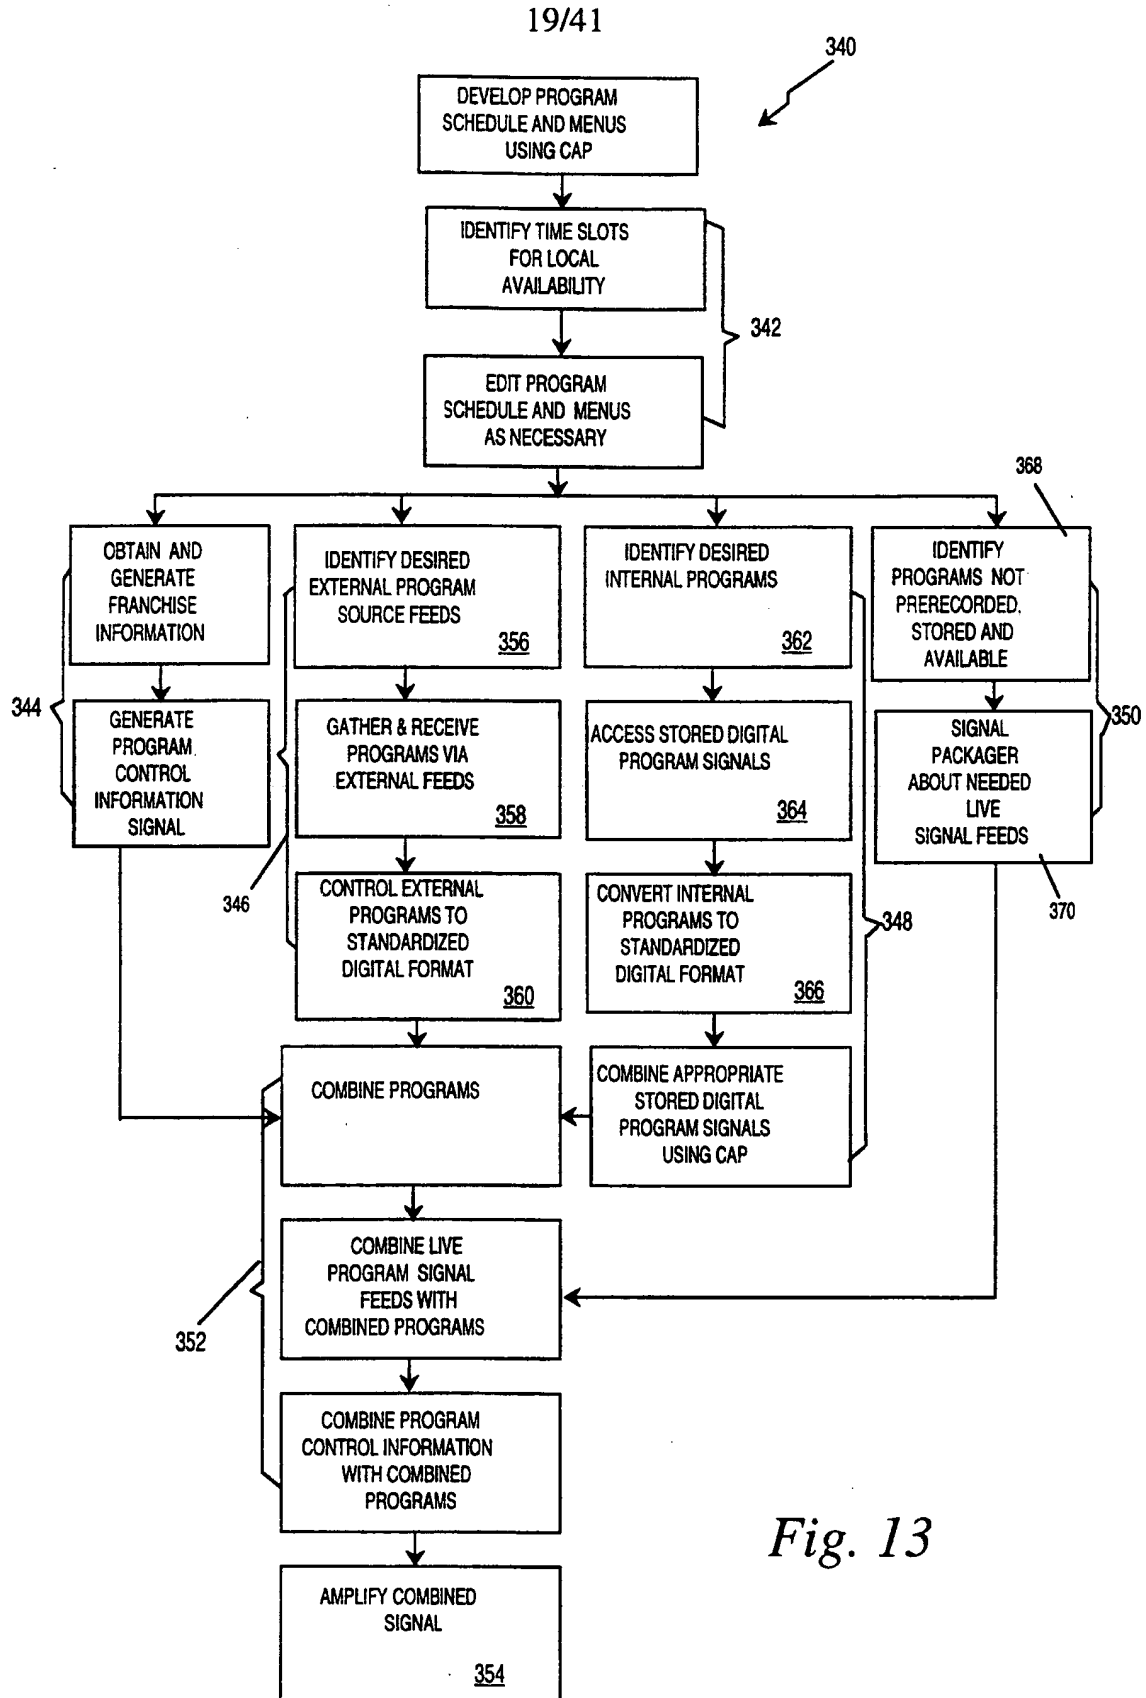 19/41
340
DEVELOP PROGRAM
SCHEDULE AND MENUS
USING CAP
IDENTIFY TIME SLOTS
FOR LOCAL
AVAILABILITY
342
EDIT PROGRAM
SCHEDULE AND MENUS
AS NECESSARY
368
OBTAIN AND
GENERATE
FRANCHISE
INFORMATION
IDENTIFY DESIRED
EXTERNAL PROGRAM
SOURCE FEEDS
356
IDENTIFY DESIRED
INTERNAL PROGRAMS
362
IDENTIFY
PROGRAMS NOT
PRERECORDED,
STORED AND
AVAILABLE
344
350
GENERATE
PROGRAM
CONTROL
INFORMATION
SIGNAL
GATHER & RECEIVE
PROGRAMS VIA
EXTERNAL FEEDS
358
ACCESS STORED DIGITAL
PROGRAM SIGNALS
364
SIGNAL
PACKAGER
ABOUT NEEDED
LIVE
SIGNAL FEEDS
346
370
CONTROL EXTERNAL
PROGRAMS TO
STANDARDIZED
DIGITAL FORMAT
360
CONVERT INTERNAL
PROGRAMS TO
STANDARDIZED
DIGITAL FORMAT
366
348
COMBINE PROGRAMS
COMBINE APPROPRIATE
STORED DIGITAL
PROGRAM SIGNALS
USING CAP
COMBINE LIVE
PROGRAM SIGNAL
FEEDS WITH
COMBINED PROGRAMS
352
COMBINE PROGRAM
CONTROL INFORMATION
WITH COMBINED
PROGRAMS
Fig. 13
AMPLIFY COMBINED
SIGNAL
354